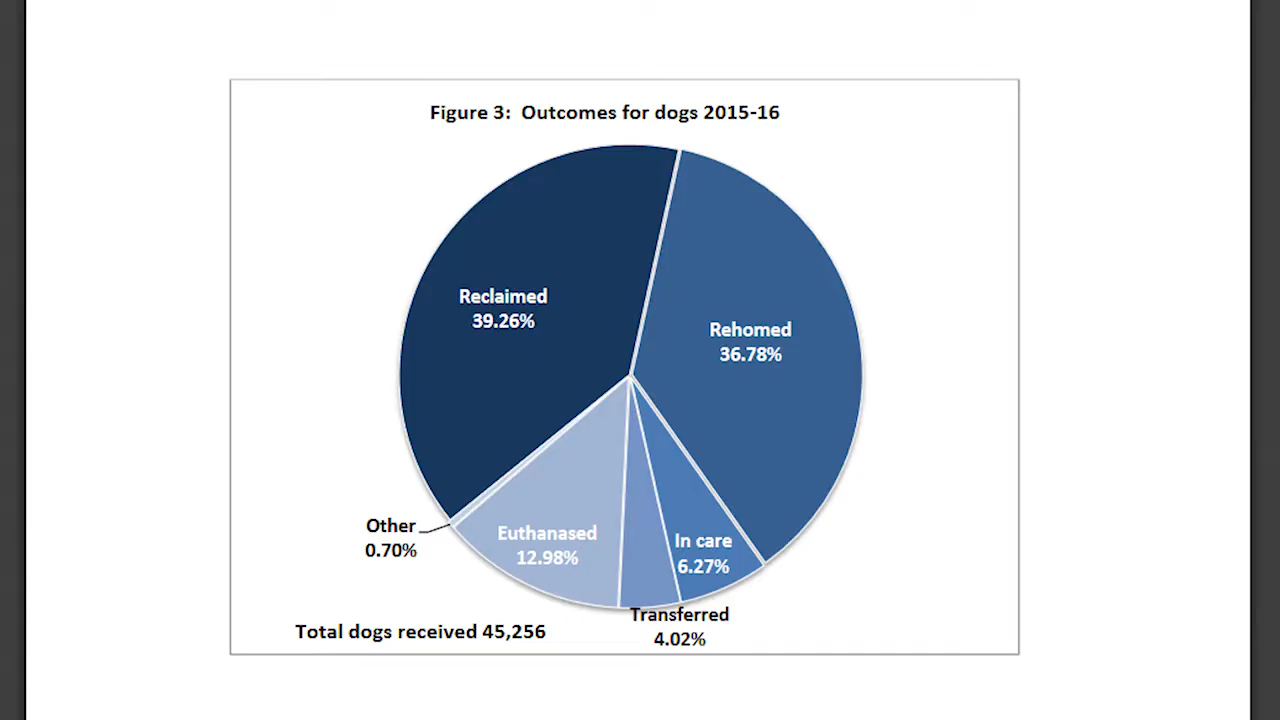 Figure 3:  Outcomes for dogs 2015-16
Reclaimed
39.26%
Rehomed
36.78%
Other
0.70%
Euthanased
12.98%
In care
6.27%
Transferred
4.02%
Total dogs received 45,256